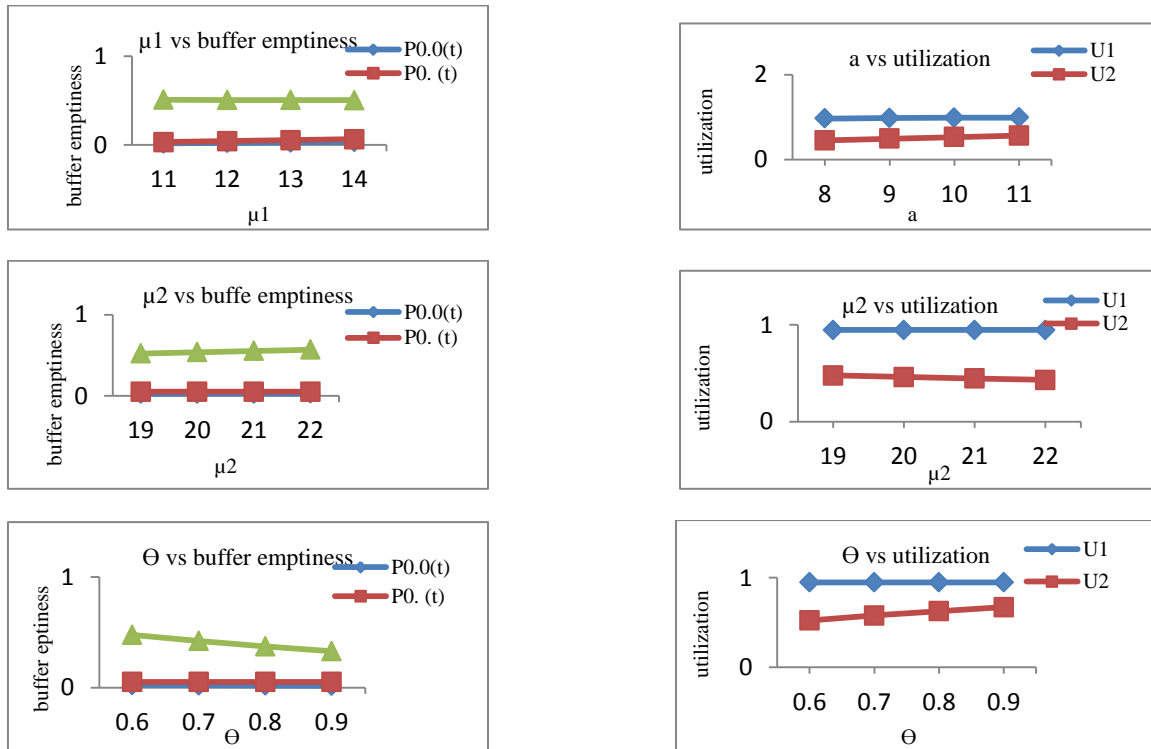 µ1 vs buffer emptiness
P0.0(t)
P0. (t)
1
0
buffer emptiness
11 12 13 14
µ1
a vs utilization
U1
U2
2
1
0
utilization
8 9 10 11
a
µ2 vs buffe emptiness
P0.0(t)
P0. (t)
1
0
buffer emptiness
19 20 21 22
µ2
µ2 vs utilization
U1
U2
1
0
utilization
19 20 21 22
µ2
ϴ vs buffer emptiness
P0.0(t)
P0. (t)
1
0
buffer eptiness
0.6 0.7 0.8 0.9
ϴ
ϴ vs utilization
U1
U2
1
0
utilization
0.6 0.7 0.8 0.9
ϴ